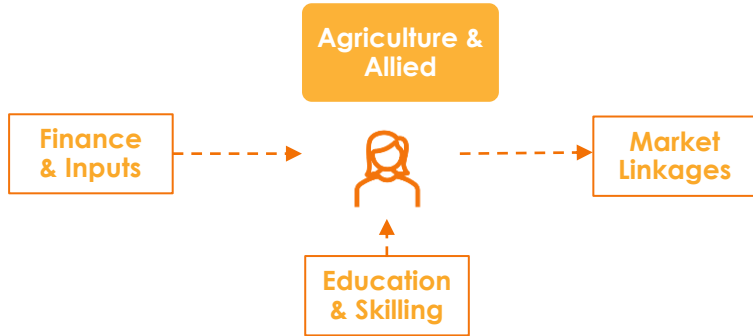 Agriculture &
Allied
Finance
& Inputs
Market
Linkages
Education
& Skilling